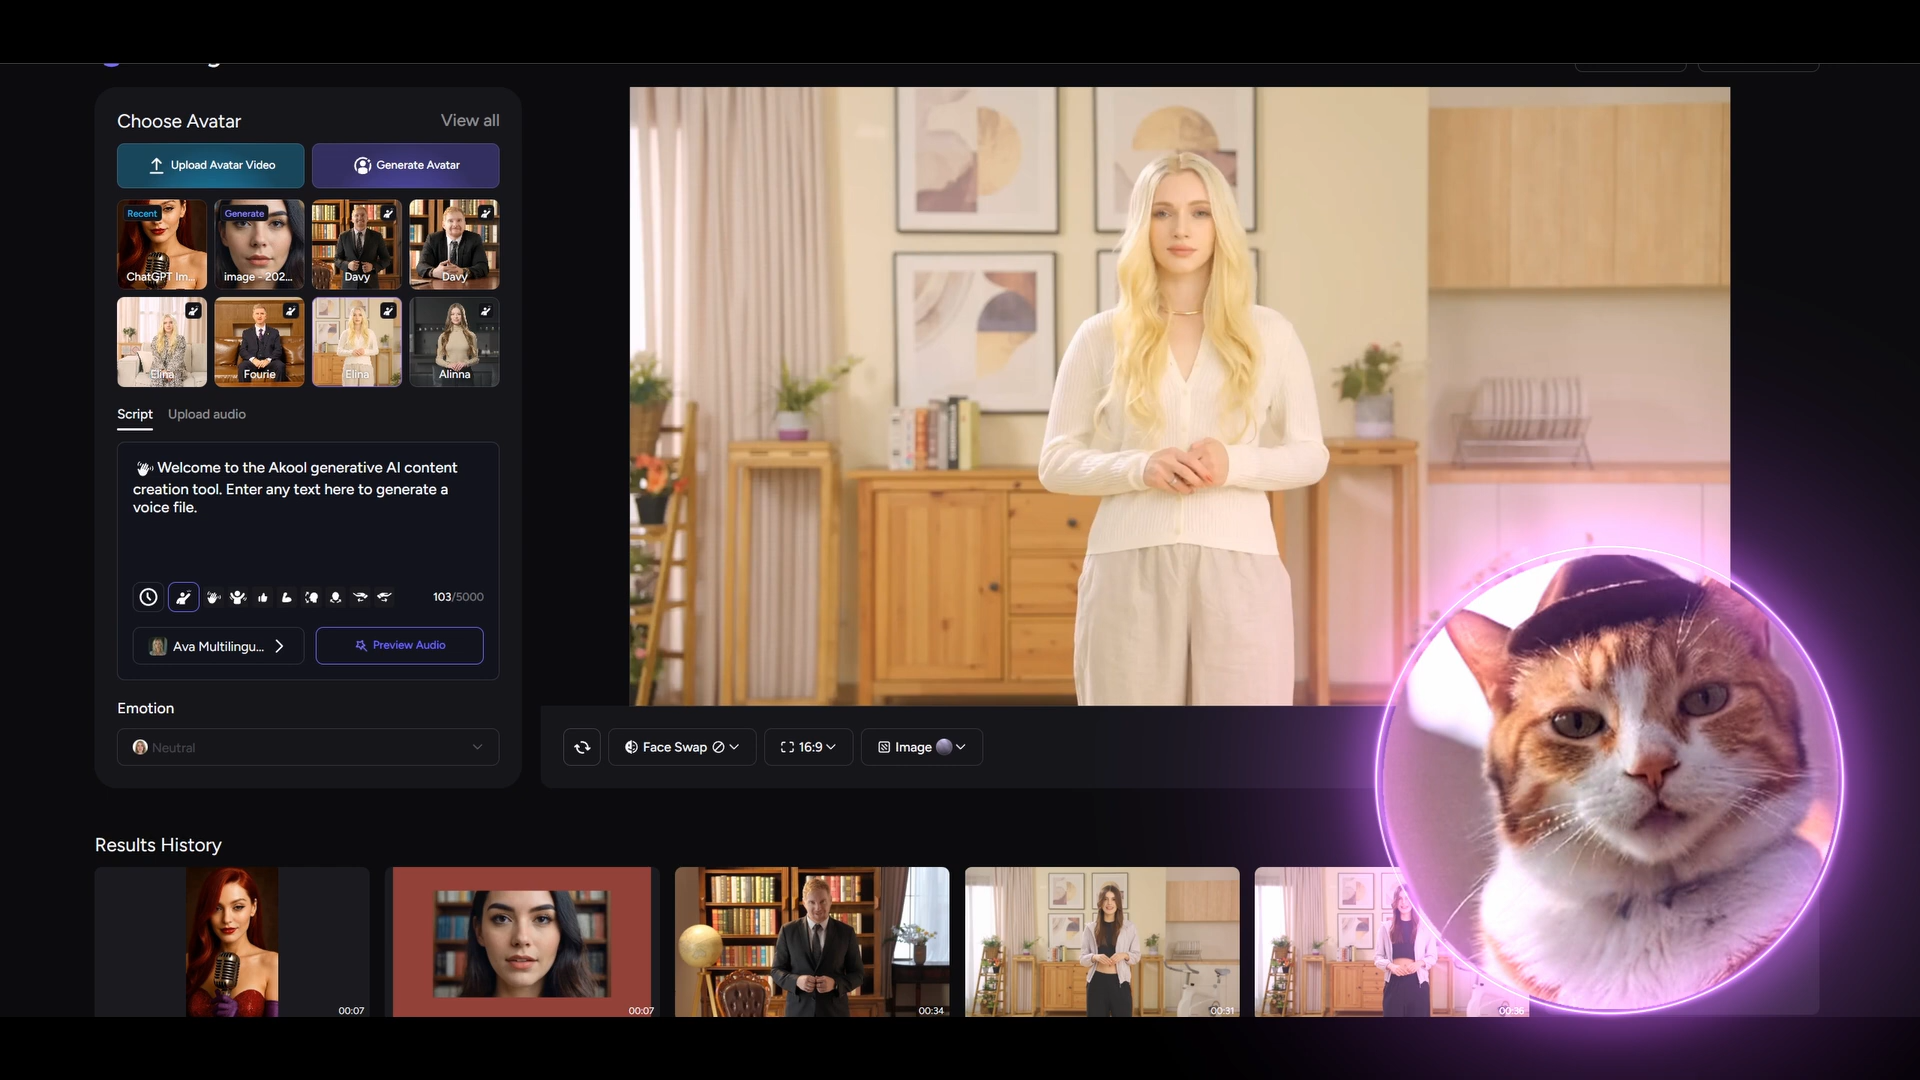 Choose Avatar
View all
Upload Avatar Video
Generate Avatar
Recent
Generate
ChatGPT Im...
image - 202...
Davy
Davy
Elina
Fourie
Elina
Alinna
Script
Upload audio
Welcome to the Akool generative AI content
creation tool. Enter any text here to generate a
voice file.
103/5000
Ava Multilingu...
Preview Audio
Emotion
Neutral
Face Swap
16:9
Image
Results History
00:07
00:07
00:34
00:31
00:36